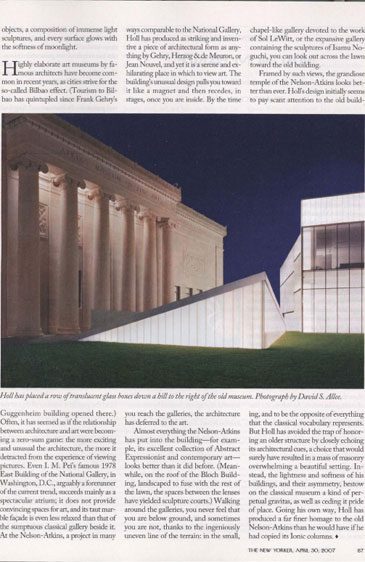 objects, a composition of immense light
sculptures, and every surface glows with
the softness of moonlight.
Highly elaborate art museums by fa-
mous architects have become com-
mon in recent years, as cities strive for the
so-called Bilbao effect. (Tourism to Bil-
bao has quintupled since Frank Gehry's
ways comparable to the National Gallery,
Holl has produced as striking and inven-
tive a piece of architectural form as any-
thing by Gehry, Herzog & de Meuron, or
Jean Nouvel, and yet it is a serene and ex-
hilarating place in which to view art. The
building's unusual design pulls you toward
it like a magnet and then recedes, in
stages, once you are inside. By the time
chapel-like gallery devoted to the work
of Sol LeWitt, or the expansive gallery
containing the sculptures of Isamu No-
guchi, you can look out across the lawn
toward the old building.
Framed by such views, the grandiose
temple of the Nelson-Atkins looks bet-
ter than ever. Holl's design initially seems
to pay scant attention to the old build-
Holl has placed a row of translucent glass boxes down a hill to the right of the old museum. Photograph by David S. Allee.
Guggenheim building opened there.)
Often, it has seemed as if the relationship
between architecture and art were becom-
ing a zero-sum game: the more exciting
and unusual the architecture, the more it
detracted from the experience of viewing
pictures. Even I. M. Pei's famous 1978
East Building of the National Gallery, in
Washington, D.C., arguably a forerunner
of the current trend, succeeds mainly as a
spectacular atrium; it does not provide
convincing spaces for art, and its taut mar-
ble façade is even less relaxed than that of
the sumptuous classical gallery beside it.
At the Nelson-Atkins, a project in many
you reach the galleries, the architecture
has deferred to the art.
Almost everything the Nelson-Atkins
has put into the building—for exam-
ple, its excellent collection of Abstract
Expressionist and contemporary art—
looks better than it did before. (Mean-
while, on the roof of the Bloch Build-
ing, landscaped to fuse with the rest of
the lawn, the spaces between the lenses
have yielded sculpture courts.) Walking
around the galleries, you never feel that
you are below ground, and sometimes
you are not, thanks to the ingeniously
uneven line of the terrain: in the small,
ing, and to be the opposite of everything
that the classical vocabulary represents.
But Holl has avoided the trap of honor-
ing an older structure by closely echoing
its architectural cues, a choice that would
surely have resulted in a mass of masonry
overwhelming a beautiful setting. In-
stead, the lightness and softness of his
buildings, and their asymmetry, bestow
on the classical museum a kind of per-
petual gravitas, as well as ceding it pride
of place. Going his own way, Holl has
produced a far finer homage to the old
Nelson-Atkins than he would have if he
had copied its Ionic columns. ♦
THE NEW YORKER, APRIL 30, 2007 67